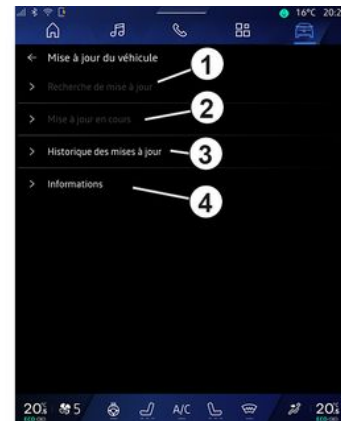 16°C 20:2
Mise à jour du véhicule
1
Recherche de mise à jour
2
Mise à jour en cours
Historique des mises à jour
3
Informations
4
20% 5 A/C 20%